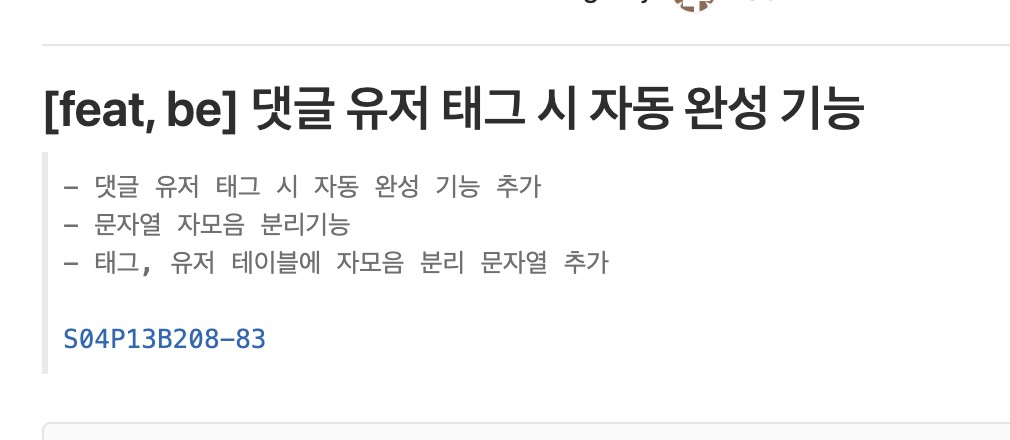 [feat, be] 댓글 유저 태그 시 자동 완성 기능
- 댓글 유저 태그 시 자동 완성 기능 추가
- 문자열 자모음 분리기능
- 태그, 유저 테이블에 자모음 분리 문자열 추가
S04P13B208-83